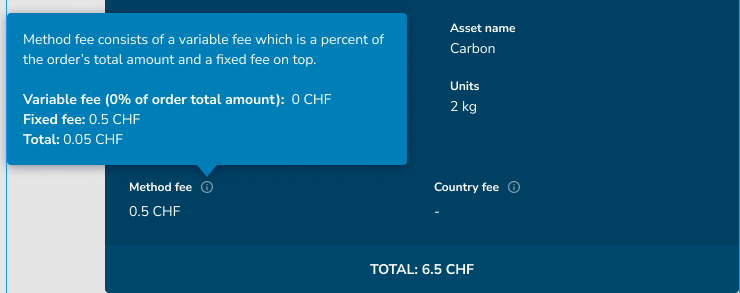 Method fee consists of a variable fee which is a percent of
the order's total amount and a fixed fee on top.
Variable fee (0% of order total amount): 0 CHF
Fixed fee: 0.5 CHF
Total: 0.05 CHF
Asset name
Carbon
Units
2 kg
Method fee
0.5 CHF
Country fee
-
TOTAL: 6.5 CHF